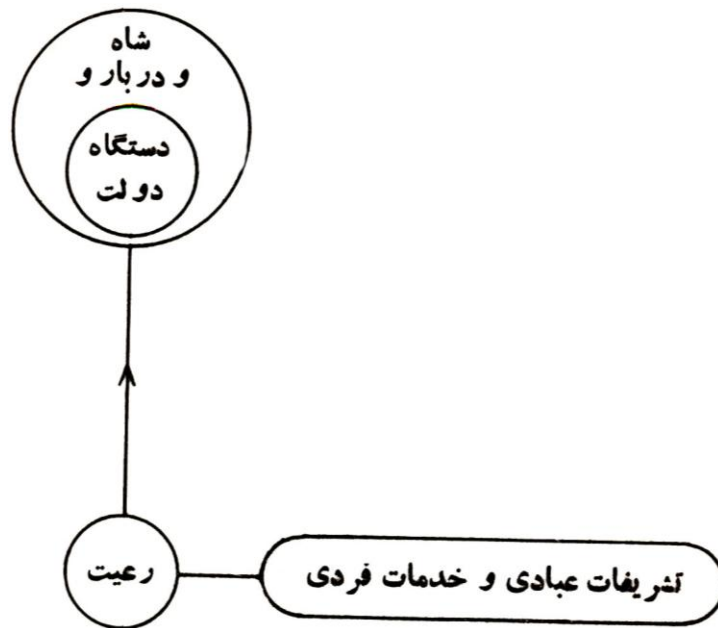 شاه
و دربار و
دستگاه
دولت
رعیت
تشریفات عبادی و خدمات فردی